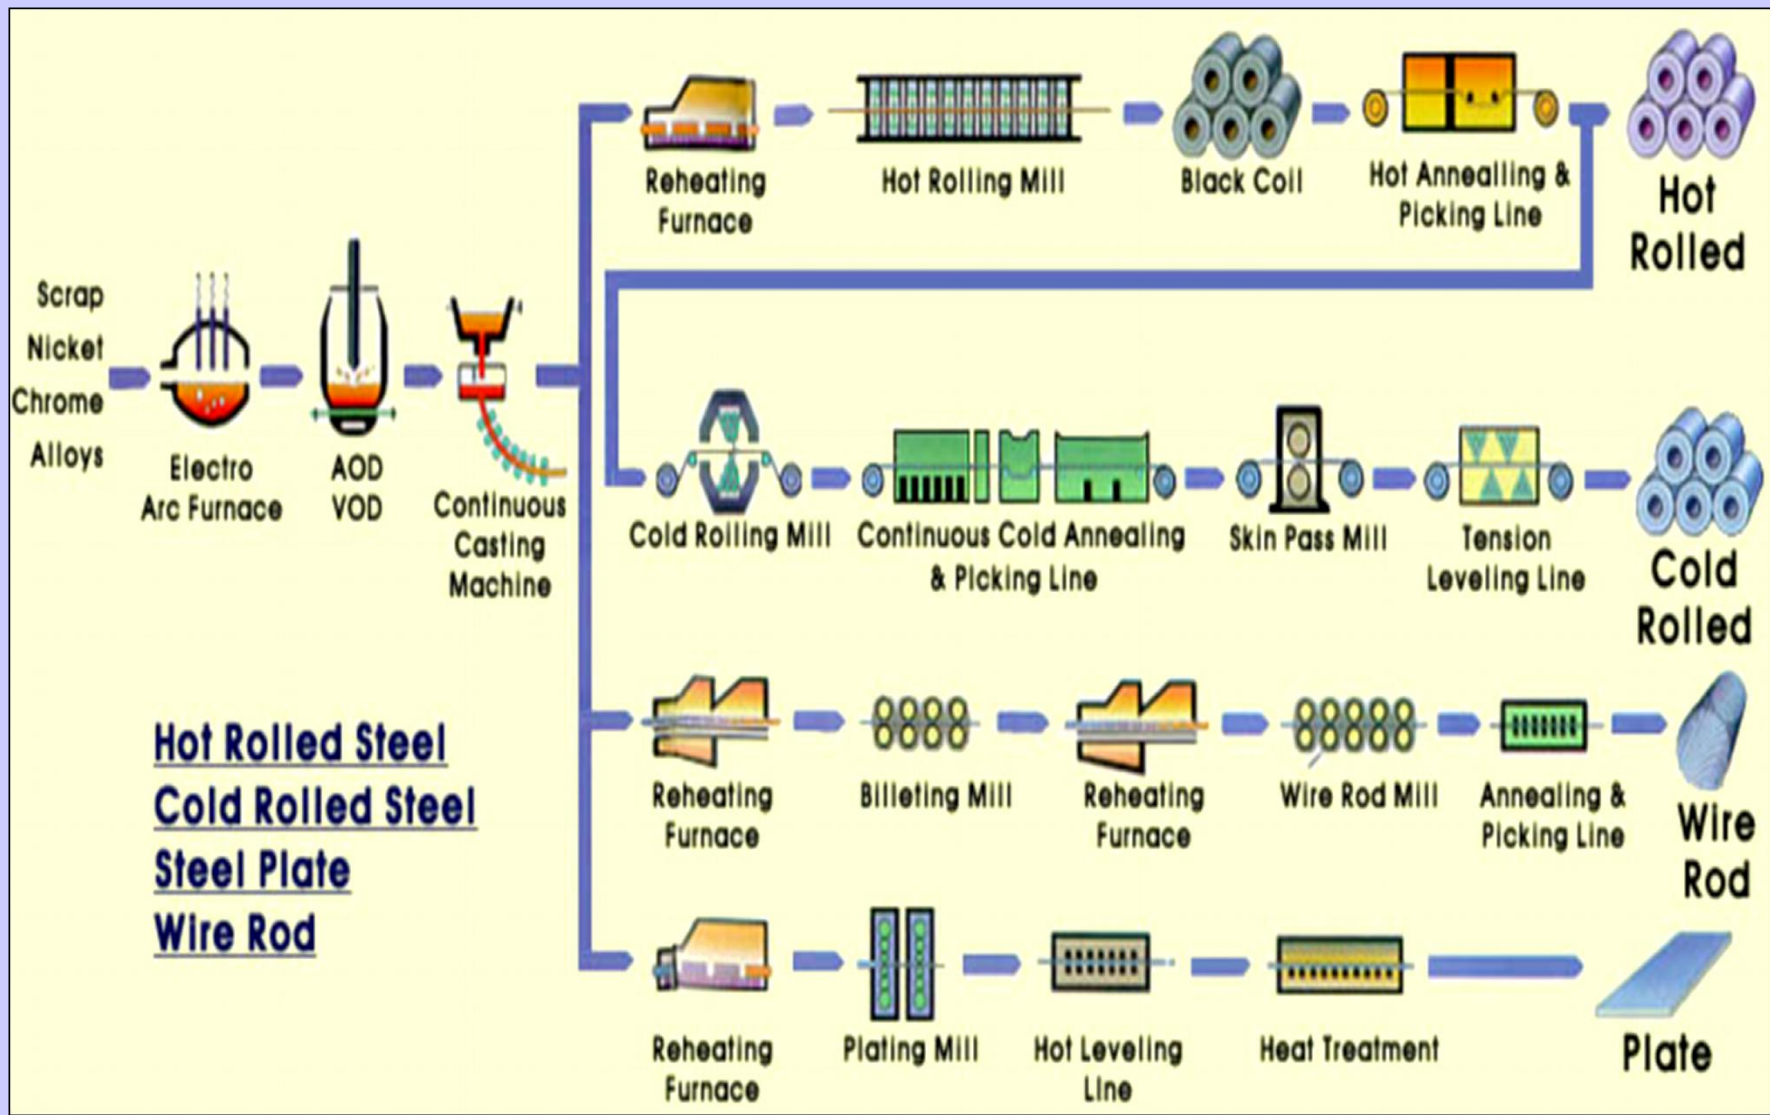 Scrap
Nicket
Chrome
Alloys
Electro
Arc Furnace
AOD
VOD
Continuous
Casting
Machine
Reheating
Furnace
Hot Rolling Mill
Black Coil
Hot Annealling &
Picking Line
Hot
Rolled
Cold Rolling Mill
Continuous Cold Annealing
& Picking Line
Skin Pass Mill
Tension
Leveling Line
Cold
Rolled
Reheating
Furnace
Billeting Mill
Reheating
Furnace
Wire Rod Mill
Annealing &
Picking Line
Wire
Rod
Reheating
Furnace
Plating Mill
Hot Leveling
Line
Heat Treatment
Plate
Hot Rolled Steel
Cold Rolled Steel
Steel Plate
Wire Rod